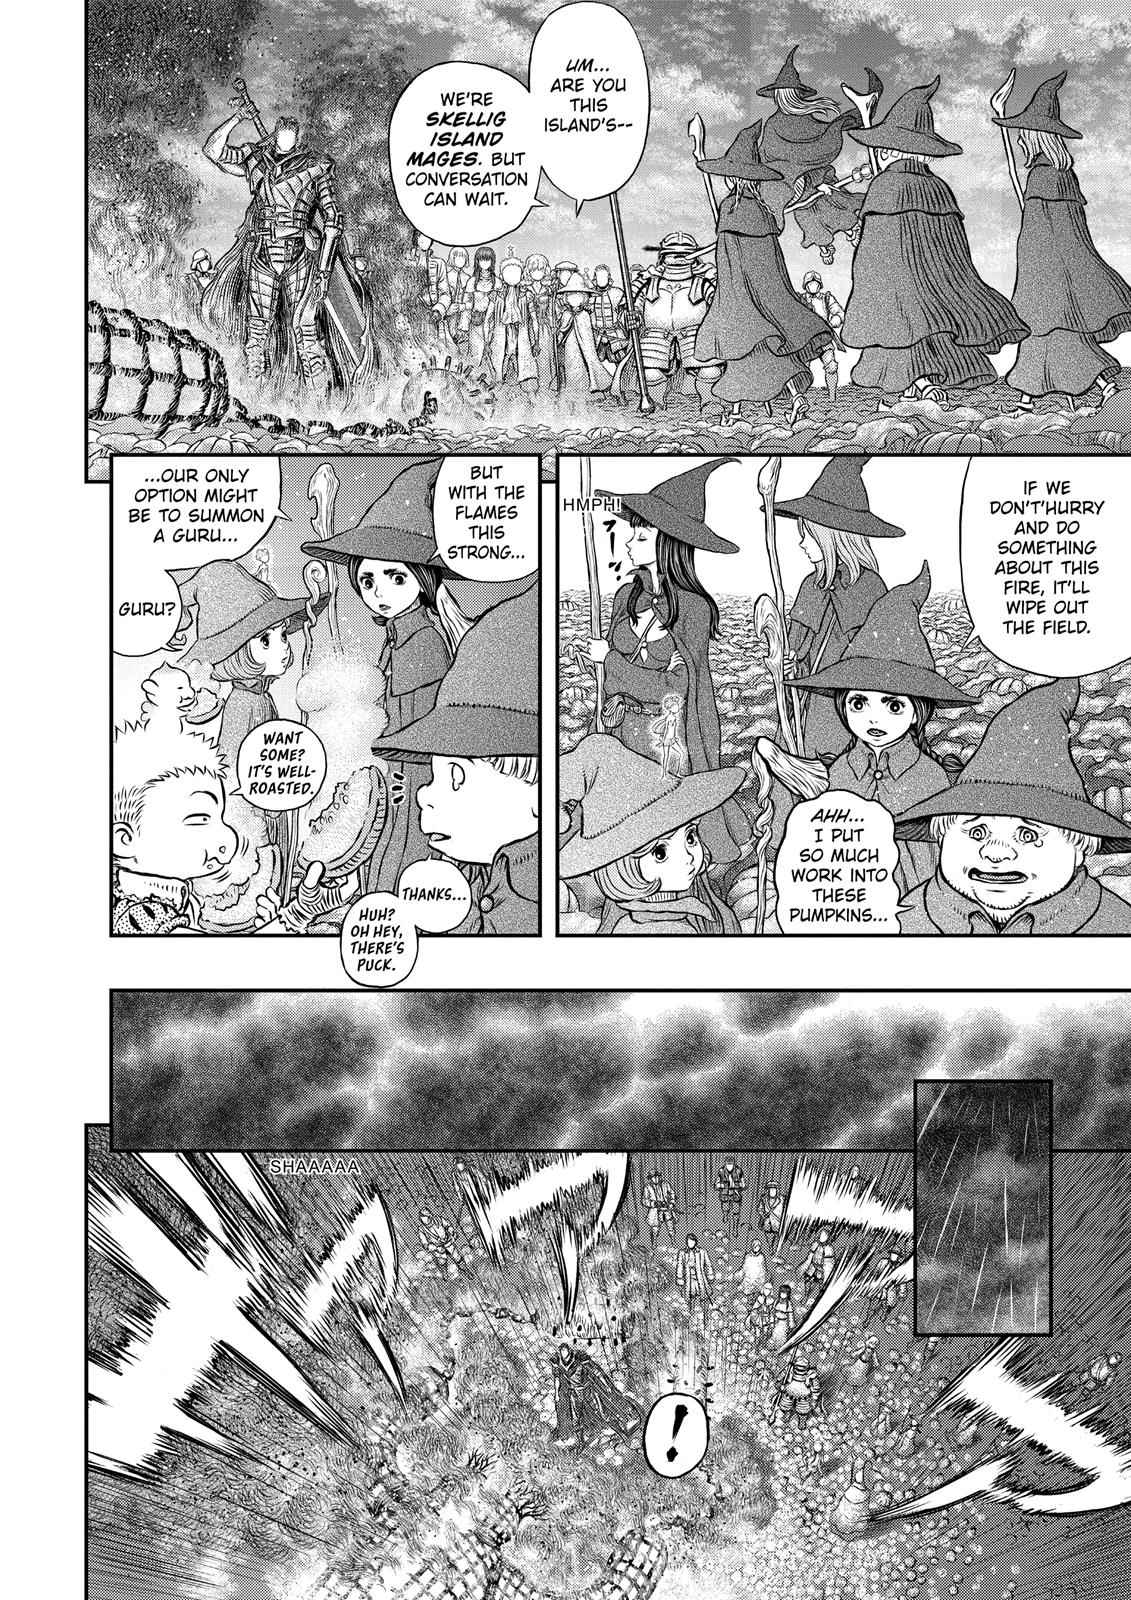 UM...
ARE YOU
THIS
ISLAND'S--
WE'RE
SKELLIG
ISLAND
MAGES. BUT
CONVERSATION
CAN WAIT.
IF WE
DON'T'HURRY
AND DO
SOMETHING
ABOUT THIS
FIRE, IT'LL
WIPE OUT
THE FIELD.
HMPH!
AHH...
I PUT
SO MUCH
WORK INTO
THESE
PUMPKINS...
BUT
WITH THE
FLAMES
THIS
STRONG...
...OUR ONLY
OPTION MIGHT
BE TO SUMMON
A GURU...
GURU?
WANT
SOME?
IT'S WELL-
ROASTED.
THANKS...
HUH?
OH HEY,
THERE'S
PUCK.
SHAAAAA
!